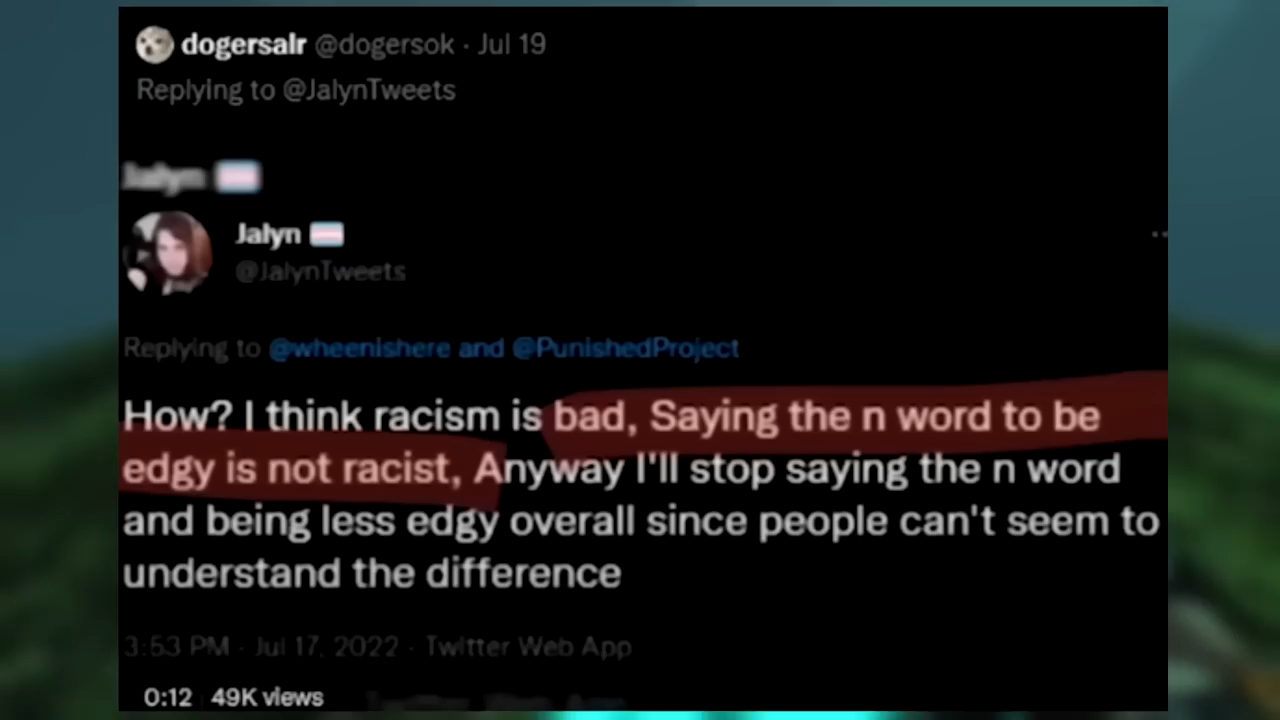 dogersalr @dogersok · Jul 19
Replying to @JalynTweets
Jalyn
Jalyn
@JalynTweets
Replying to @wheenishere and @PunishedProject
How? I think racism is bad, Saying the n word to be
edgy is not racist, Anyway I'll stop saying the n word
and being less edgy overall since people can't seem to
understand the difference
3:53 PM · Jul 17, 2022 · Twitter Web App
0:12 49K views